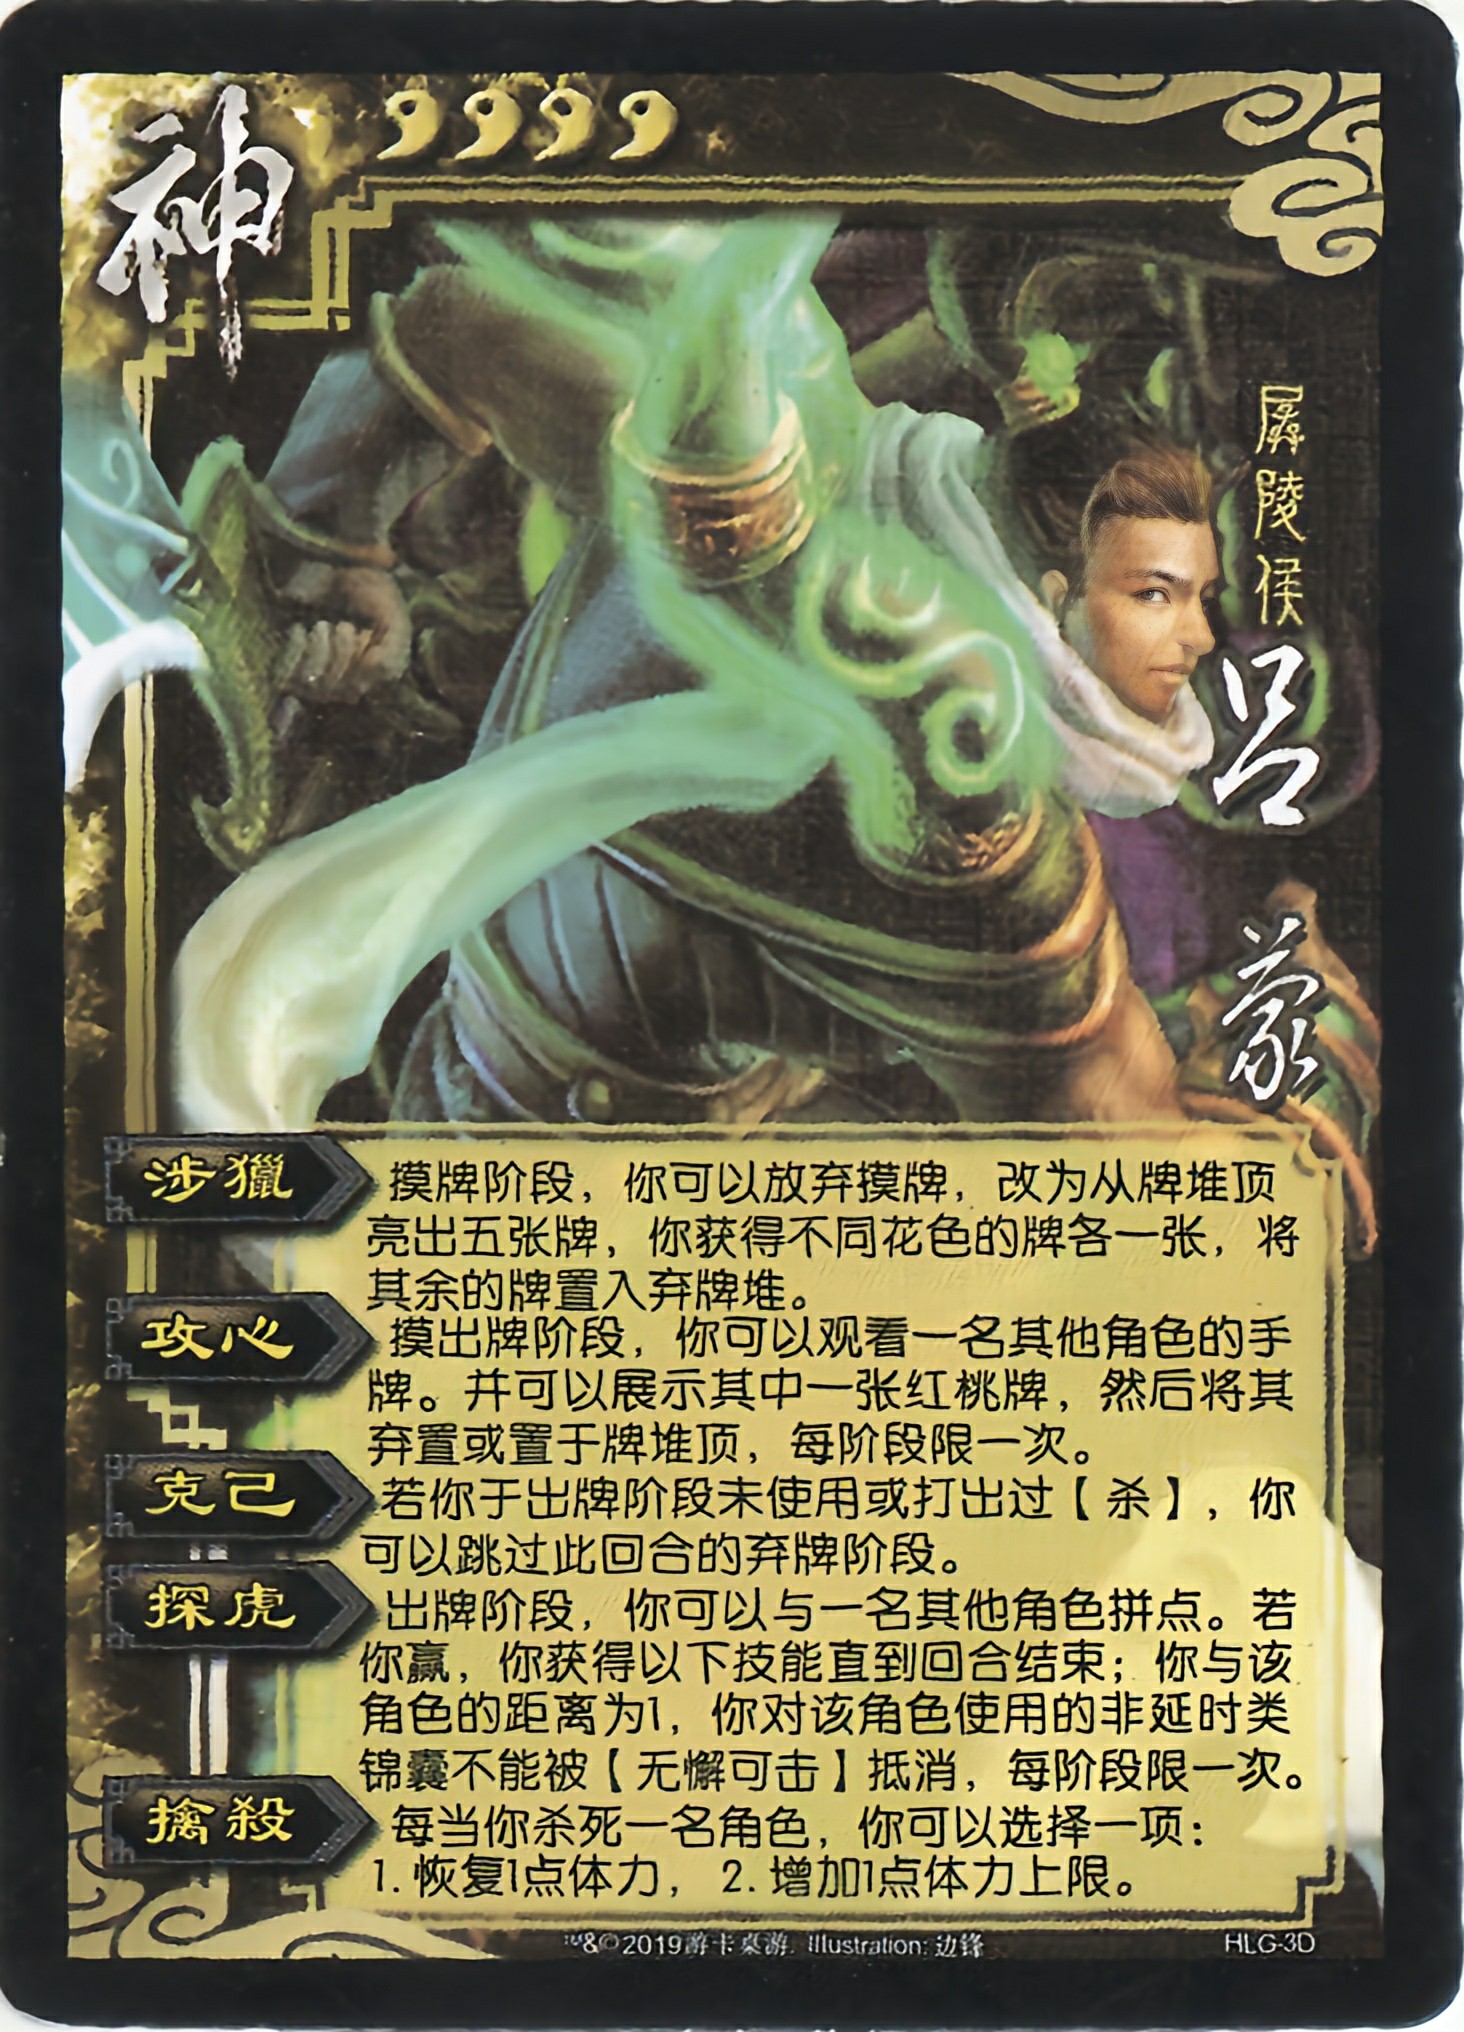 神
孱陵侯
吕蒙
涉獵
摸牌阶段，你可以放弃摸牌，改为从牌堆顶
亮出五张牌，你获得不同花色的牌各一张，将
其余的牌置入弃牌堆。
攻心
摸出牌阶段，你可以观看一名其他角色的手
牌。并可以展示其中一张红桃牌，然后将其
弃置或置于牌堆顶，每阶段限一次。
克己
若你于出牌阶段未使用或打出过【杀】，你
可以跳过此回合的弃牌阶段。
探虎
出牌阶段，你可以与一名其他角色拼点。若
你赢，你获得以下技能直到回合结束；你与该
角色的距离为1，你对该角色使用的非延时类
锦囊不能被【无懈可击】抵消，每阶段限一次。
擒殺
每当你杀死一名角色，你可以选择一项：
1.恢复1点体力，2.增加1点体力上限。
™&©2019游卡桌游. Illustration:边锋
HLG-3D